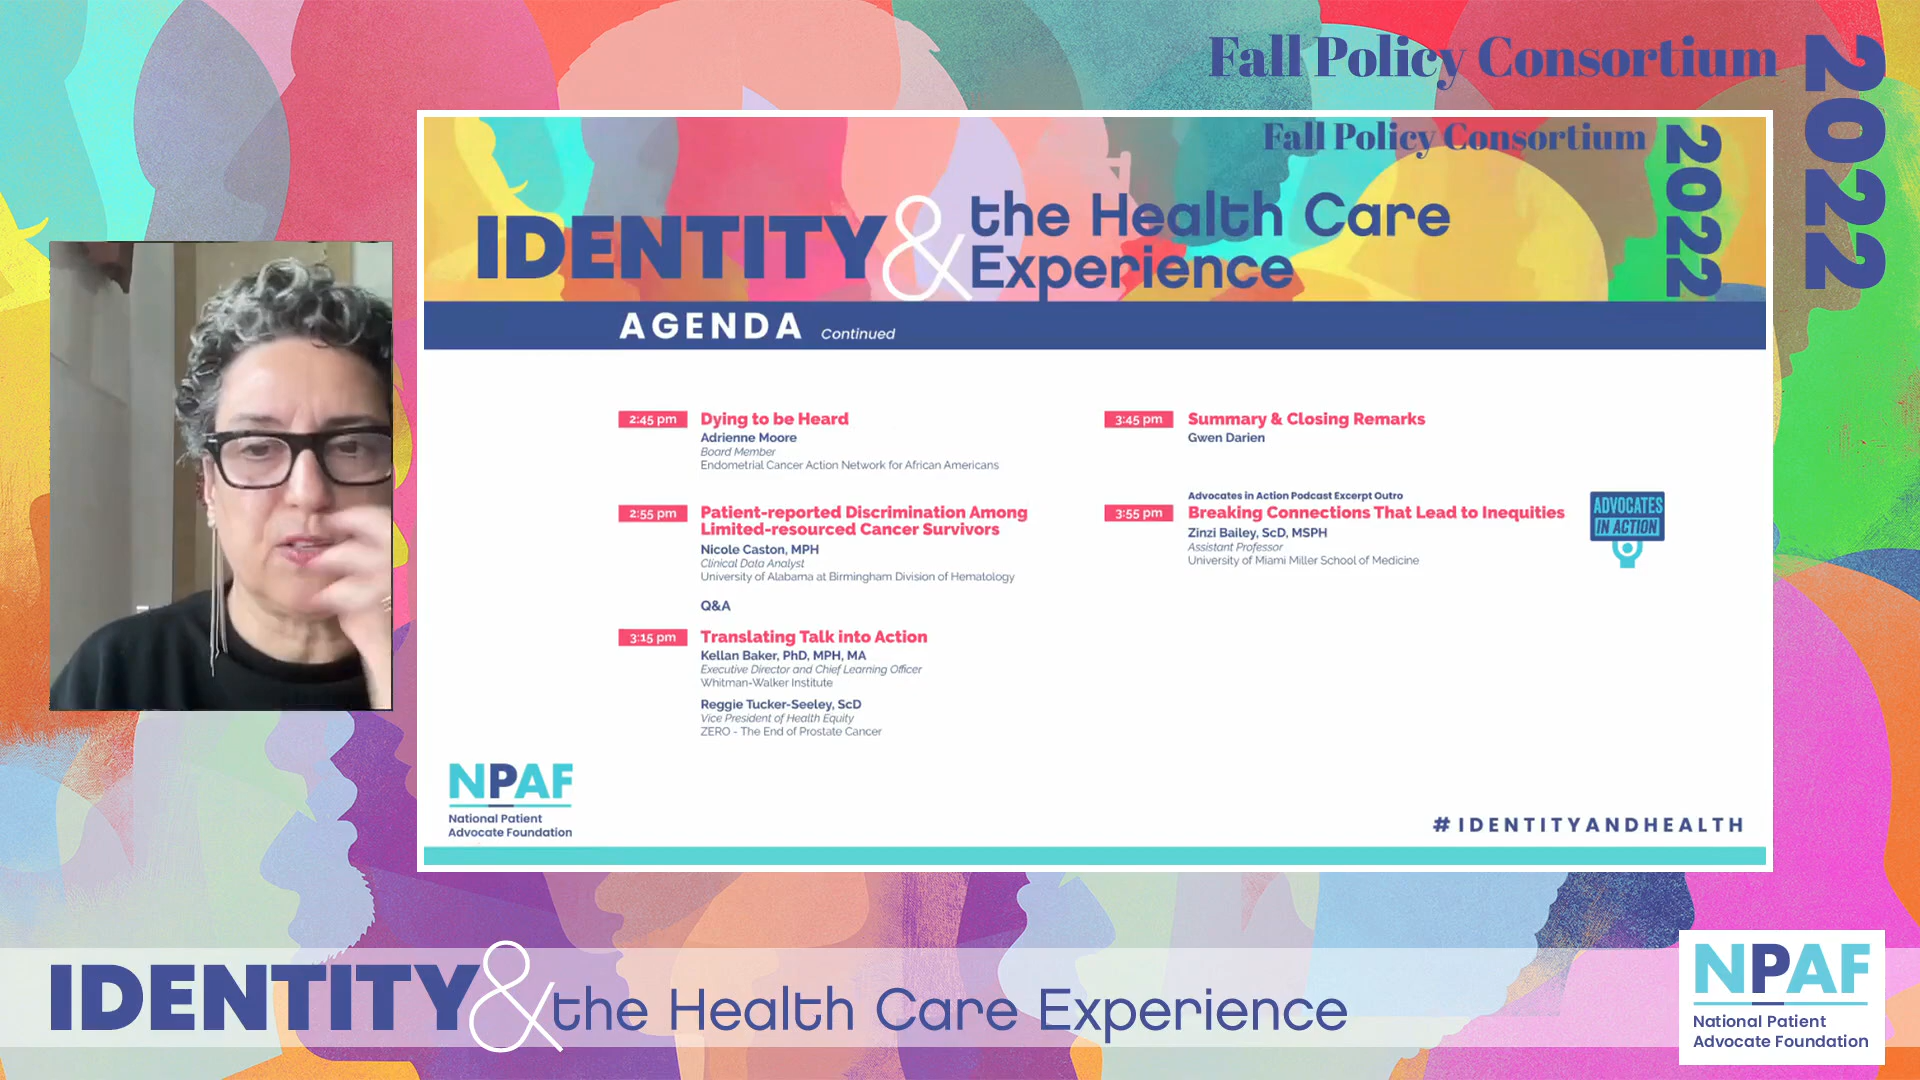 Fall Policy Consortium
2022
Fall Policy Consortium
2022
IDENTITY & the Health Care
Experience
AGENDA Continued
2:45 pm Dying to be Heard
Adrienne Moore
Board Member
Endometrial Cancer Action Network for African Americans
2:55 pm Patient-reported Discrimination Among
Limited-resourced Cancer Survivors
Nicole Caston, MPH
Clinical Data Analyst
University of Alabama at Birmingham Division of Hematology
Q&A
3:15 pm Translating Talk into Action
Kellan Baker, PhD, MPH, MA
Executive Director and Chief Learning Officer
Whitman-Walker Institute
Reggie Tucker-Seeley, ScD
Vice President of Health Equity
ZERO - The End of Prostate Cancer
3:45 pm Summary & Closing Remarks
Gwen Darien
Advocates in Action Podcast Excerpt Outro
3:55 pm Breaking Connections That Lead to Inequities
Zinzi Bailey, ScD, MSPH
Assistant Professor
University of Miami Miller School of Medicine
ADVOCATES
IN ACTION
NPAF
National Patient
Advocate Foundation
#IDENTITYANDHEALTH
IDENTITY & the Health Care Experience
NPAF
National Patient
Advocate Foundation